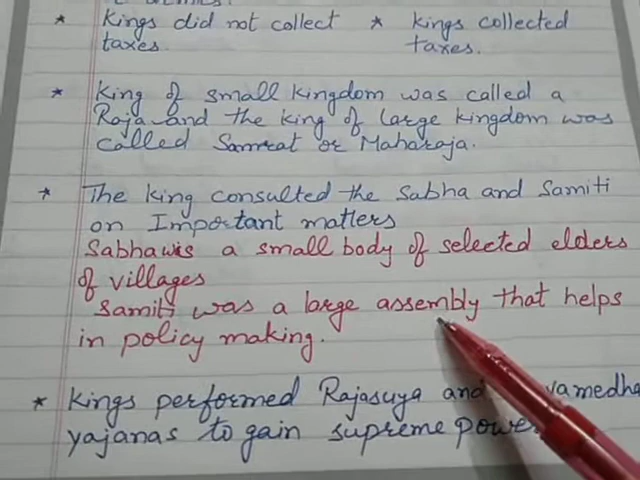 * Kings did not collect * Kings collected
taxes. taxes.
* King of small kingdom was called a
Raja and the king of large kingdom was
called Samrat or Maharaja.
* The king consulted the Sabha and Samiti
on Important matters
Sabha was a small body of selected elders
of villages
Samiti was a large assembly that helps
in policy making.
* Kings performed Rajasuya and vamedha
yajanas to gain supreme power